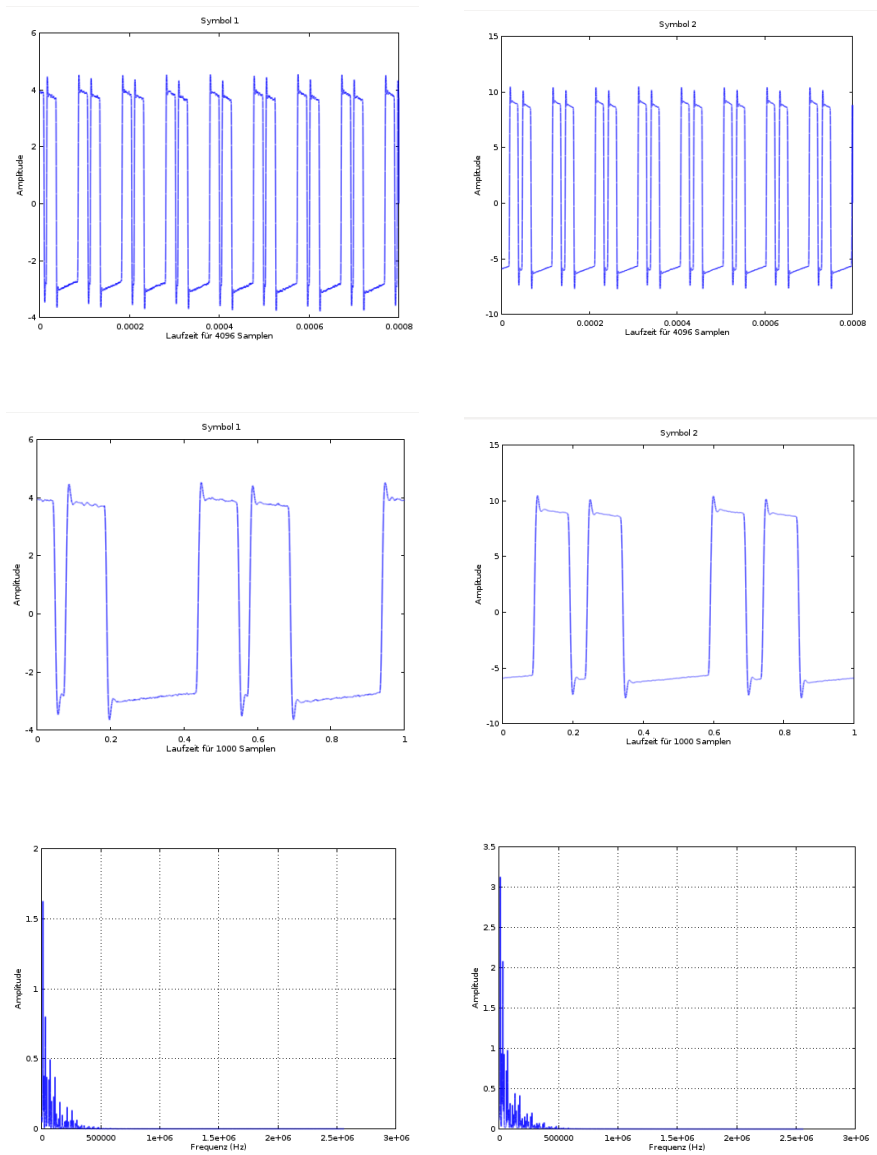 Symbol 1
6
4
2
0
-2
-4
Amplitude
0 0.0002 0.0004 0.0006 0.0008
Laufzeit für 4096 Samplen
Symbol 2
15
10
5
0
-5
-10
Amplitude
0 0.0002 0.0004 0.0006 0.0008
Laufzeit für 4096 Samplen
Symbol 1
6
4
2
0
-2
-4
Amplitude
0 0.2 0.4 0.6 0.8 1
Laufzeit für 1000 Samplen
Symbol 2
15
10
5
0
-5
-10
Amplitude
0 0.2 0.4 0.6 0.8 1
Laufzeit für 1000 Samplen
2
1.5
1
0.5
0
Amplitude
0 500000 1e+06 1.5e+06 2e+06 2.5e+06 3e+06
Frequenz (Hz)
3.5
3
2.5
2
1.5
1
0.5
0
Amplitude
0 500000 1e+06 1.5e+06 2e+06 2.5e+06 3e+06
Frequenz (Hz)